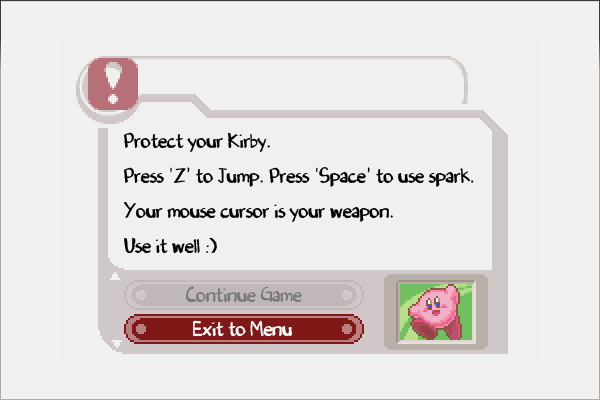 Protect your Kirby.
Press 'Z' to Jump. Press 'Space' to use spark.
Your mouse cursor is your weapon.
Use it well :)
Continue Game
Exit to Menu